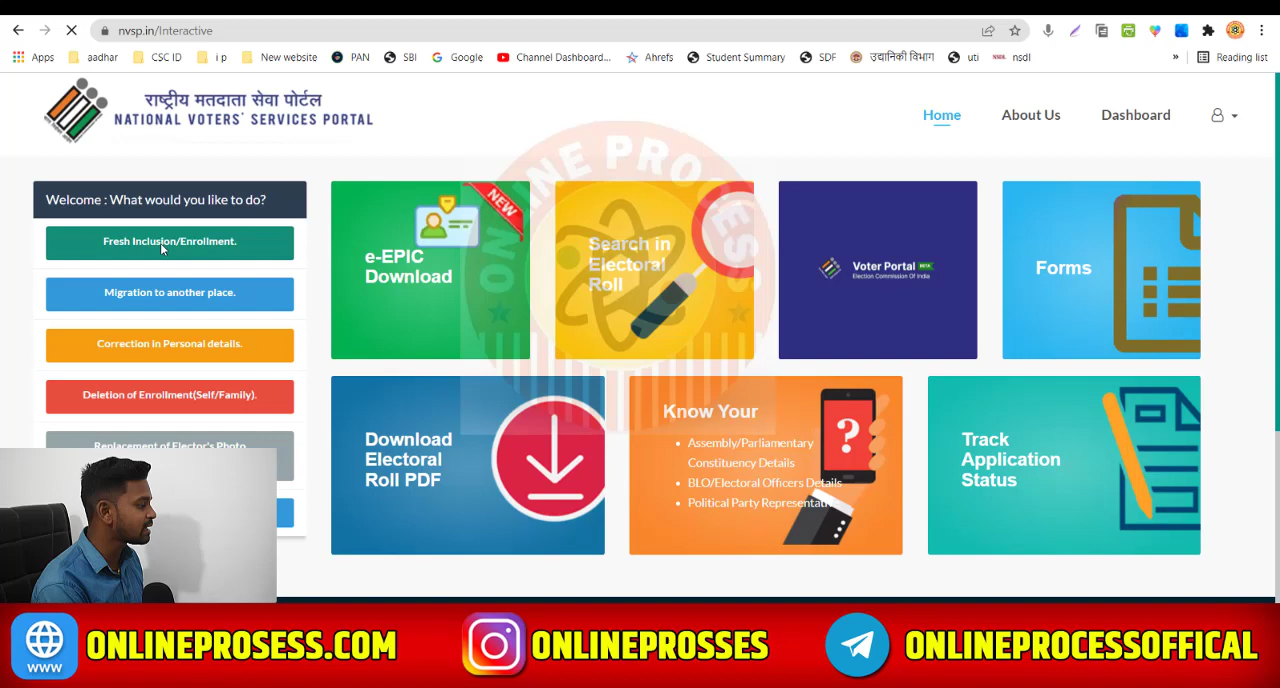 nvsp.in/Interactive
Apps aadhar CSC ID i p New website PAN SBI Google Channel Dashboard... Ahrefs Student Summary SDF उद्यानिकी विभाग uti NSDL nsdl » Reading list
राष्ट्रीय मतदाता सेवा पोर्टल
NATIONAL VOTERS' SERVICES PORTAL
Home About Us Dashboard
ONLINE PROCESS
Welcome : What would you like to do?
Fresh Inclusion/Enrollment.
Migration to another place.
Correction in Personal details.
Deletion of Enrollment(Self/Family).
Replacement of Elector's Photo
e-EPIC
Download
NEW
Search in
Electoral
Roll
Voter Portal BETA
Election Commission Of India
Forms
Download
Electoral
Roll PDF
Know Your
• Assembly/Parliamentary
Constituency Details
• BLO/Electoral Officers Details
• Political Party Representative
?
Track
Application
Status
WWW
ONLINEPROSESS.COM
ONLINEPROSSES
ONLINEPROCESSOFFICAL